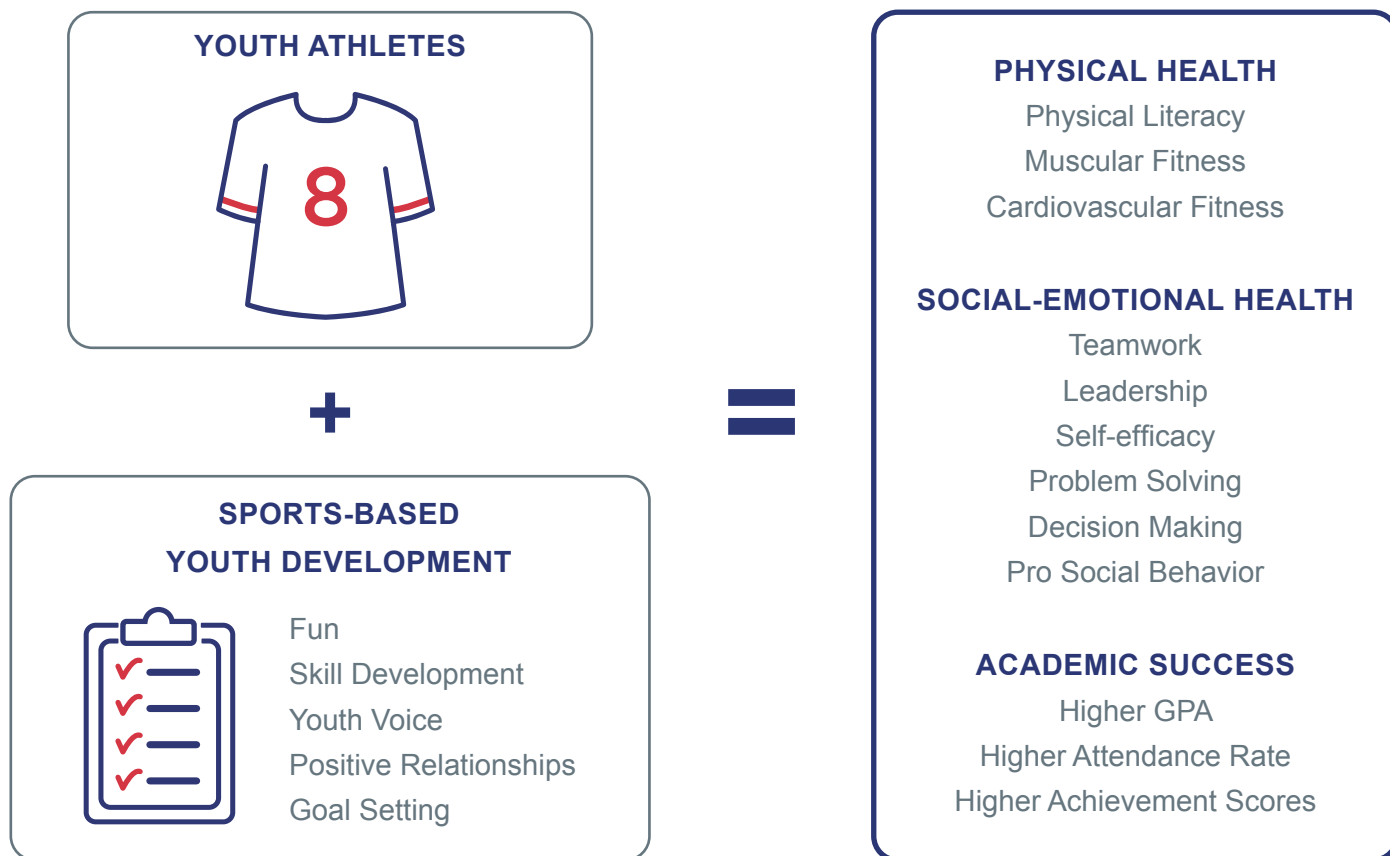 YOUTH ATHLETES
8
+
SPORTS-BASED
YOUTH DEVELOPMENT
Fun
Skill Development
Youth Voice
Positive Relationships
Goal Setting
=
PHYSICAL HEALTH
Physical Literacy
Muscular Fitness
Cardiovascular Fitness
SOCIAL-EMOTIONAL HEALTH
Teamwork
Leadership
Self-efficacy
Problem Solving
Decision Making
Pro Social Behavior
ACADEMIC SUCCESS
Higher GPA
Higher Attendance Rate
Higher Achievement Scores